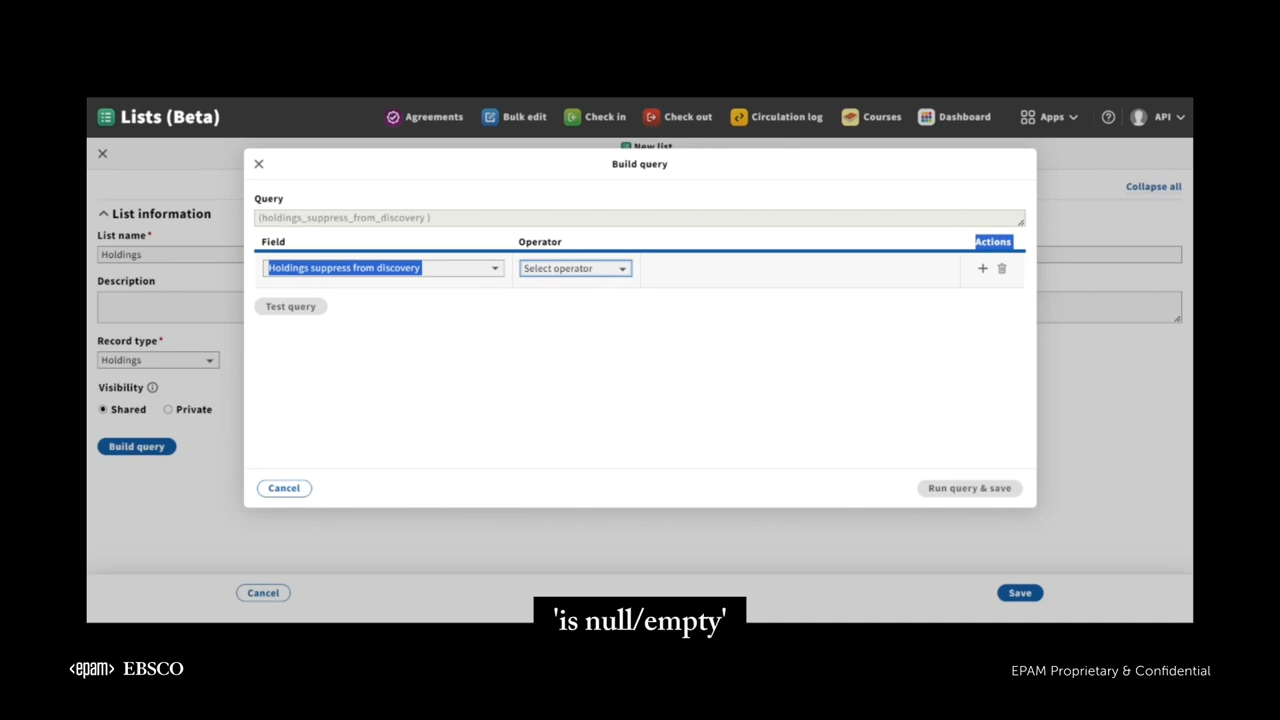 Lists (Beta)
Agreements
Bulk edit
Check in
Check out
Circulation log
Courses
Dashboard
Apps
API
New list
Build query
Collapse all
Query
(holdings_suppress_from_discovery )
Field
Operator
Actions
Holdings suppress from discovery
Select operator
Test query
List information
List name*
Holdings
Description
Record type*
Holdings
Visibility
Shared
Private
Build query
Cancel
Run query & save
Cancel
Save
'is null/empty'
<epam> EBSCO
EPAM Proprietary & Confidential